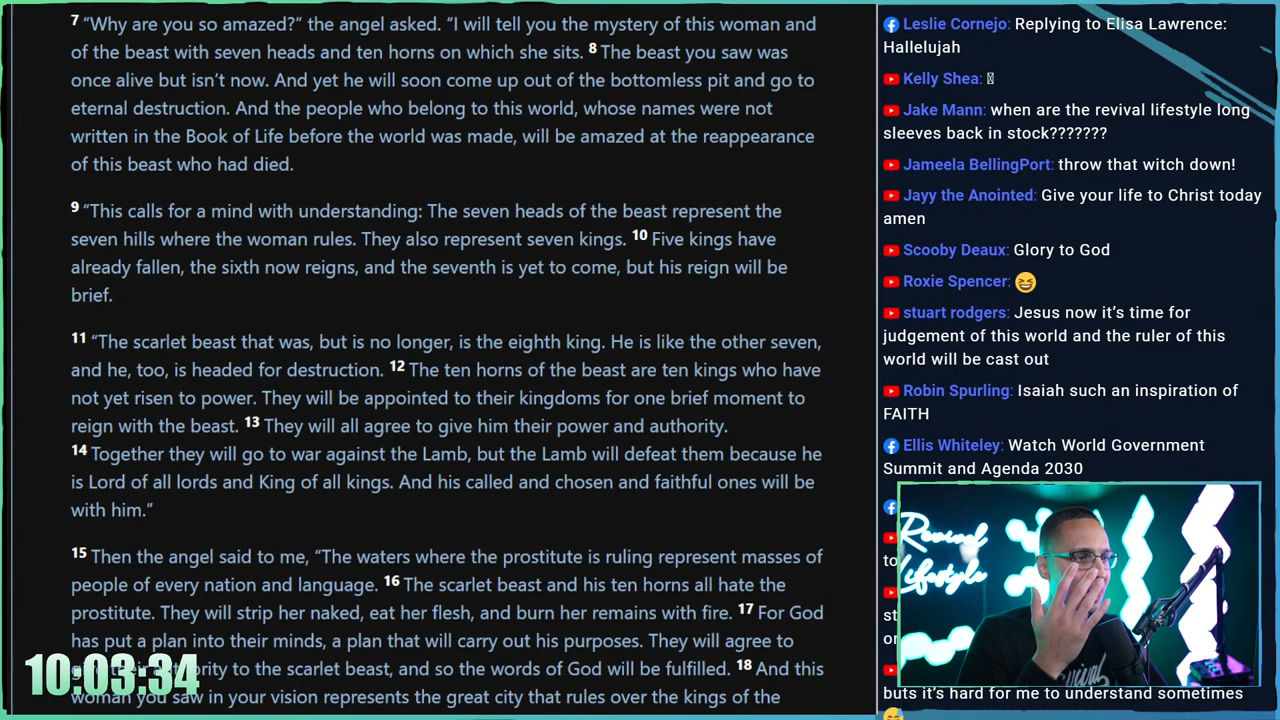 7 “Why are you so amazed?” the angel asked. “I will tell you the mystery of this woman and
of the beast with seven heads and ten horns on which she sits. 8 The beast you saw was
once alive but isn’t now. And yet he will soon come up out of the bottomless pit and go to
eternal destruction. And the people who belong to this world, whose names were not
written in the Book of Life before the world was made, will be amazed at the reappearance
of this beast who had died.
9 “This calls for a mind with understanding: The seven heads of the beast represent the
seven hills where the woman rules. They also represent seven kings. 10 Five kings have
already fallen, the sixth now reigns, and the seventh is yet to come, but his reign will be
brief.
11 “The scarlet beast that was, but is no longer, is the eighth king. He is like the other seven,
and he, too, is headed for destruction. 12 The ten horns of the beast are ten kings who have
not yet risen to power. They will be appointed to their kingdoms for one brief moment to
reign with the beast. 13 They will all agree to give him their power and authority.
14 Together they will go to war against the Lamb, but the Lamb will defeat them because he
is Lord of all lords and King of all kings. And his called and chosen and faithful ones will be
with him.”
15 Then the angel said to me, “The waters where the prostitute is ruling represent masses of
people of every nation and language. 16 The scarlet beast and his ten horns all hate the
prostitute. They will strip her naked, eat her flesh, and burn her remains with fire. 17 For God
has put a plan into their minds, a plan that will carry out his purposes. They will agree to
to the scarlet beast, and so the words of God will be fulfilled. 18 And this
woman you saw in your vision represents the great city that rules over the kings of the
10:03:34
Leslie Cornejo: Replying to Elisa Lawrence:
Hallelujah
Kelly Shea:
Jake Mann: when are the revival lifestyle long
sleeves back in stock???????
Jameela BellingPort: throw that witch down!
Jayy the Anointed: Give your life to Christ today
amen
Scooby Deaux: Glory to God
Roxie Spencer: 😆
stuart rodgers: Jesus now it’s time for
judgement of this world and the ruler of this
world will be cast out
Robin Spurling: Isaiah such an inspiration of
FAITH
Ellis Whiteley: Watch World Government
Summit and Agenda 2030
to
st
or
buts it’s hard for me to understand sometimes
😅
Revival
Lifestyle
Revival